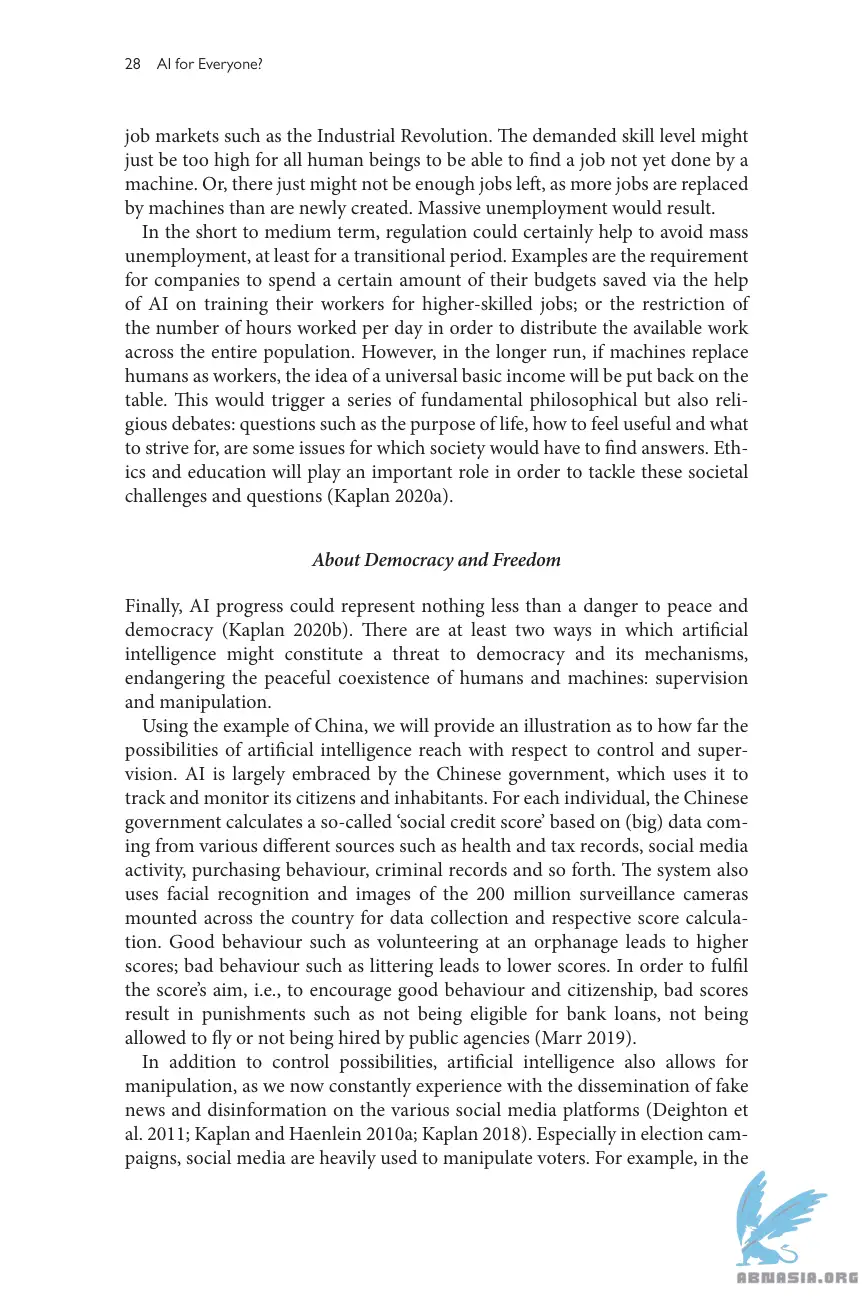 28 AI for Everyone?
job markets such as the Industrial Revolution. The demanded skill level might
just be too high for all human beings to be able to find a job not yet done by a
machine. Or, there just might not be enough jobs left, as more jobs are replaced
by machines than are newly created. Massive unemployment would result.
In the short to medium term, regulation could certainly help to avoid mass
unemployment, at least for a transitional period. Examples are the requirement
for companies to spend a certain amount of their budgets saved via the help
of AI on training their workers for higher-skilled jobs; or the restriction of
the number of hours worked per day in order to distribute the available work
across the entire population. However, in the longer run, if machines replace
humans as workers, the idea of a universal basic income will be put back on the
table. This would trigger a series of fundamental philosophical but also reli-
gious debates: questions such as the purpose of life, how to feel useful and what
to strive for, are some issues for which society would have to find answers. Eth-
ics and education will play an important role in order to tackle these societal
challenges and questions (Kaplan 2020a).
About Democracy and Freedom
Finally, AI progress could represent nothing less than a danger to peace and
democracy (Kaplan 2020b). There are at least two ways in which artificial
intelligence might constitute a threat to democracy and its mechanisms,
endangering the peaceful coexistence of humans and machines: supervision
and manipulation.
Using the example of China, we will provide an illustration as to how far the
possibilities of artificial intelligence reach with respect to control and super-
vision. AI is largely embraced by the Chinese government, which uses it to
track and monitor its citizens and inhabitants. For each individual, the Chinese
government calculates a so-called ‘social credit score’ based on (big) data com-
ing from various different sources such as health and tax records, social media
activity, purchasing behaviour, criminal records and so forth. The system also
uses facial recognition and images of the 200 million surveillance cameras
mounted across the country for data collection and respective score calcula-
tion. Good behaviour such as volunteering at an orphanage leads to higher
scores; bad behaviour such as littering leads to lower scores. In order to fulfil
the score’s aim, i.e., to encourage good behaviour and citizenship, bad scores
result in punishments such as not being eligible for bank loans, not being
allowed to fly or not being hired by public agencies (Marr 2019).
In addition to control possibilities, artificial intelligence also allows for
manipulation, as we now constantly experience with the dissemination of fake
news and disinformation on the various social media platforms (Deighton et
al. 2011; Kaplan and Haenlein 2010a; Kaplan 2018). Especially in election cam-
paigns, social media are heavily used to manipulate voters. For example, in the
ABNASIA.ORG